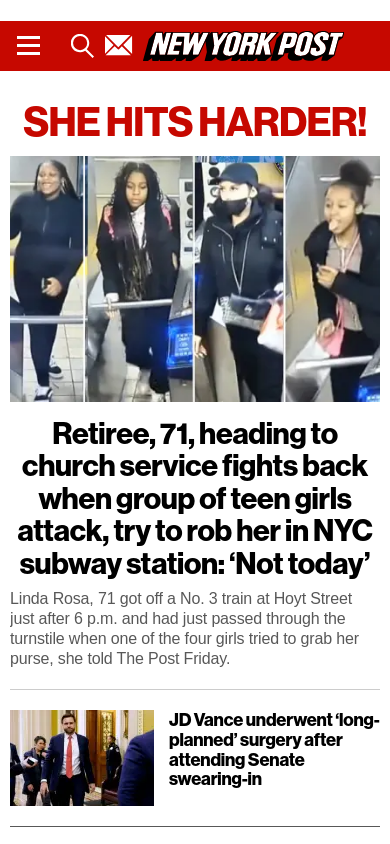 NEW YORK POST
SHE HITS HARDER!
Retiree, 71, heading to
church service fights back
when group of teen girls
attack, try to rob her in NYC
subway station: ‘Not today’
Linda Rosa, 71 got off a No. 3 train at Hoyt Street
just after 6 p.m. and had just passed through the
turnstile when one of the four girls tried to grab her
purse, she told The Post Friday.
JD Vance underwent ‘long-
planned’ surgery after
attending Senate
swearing-in